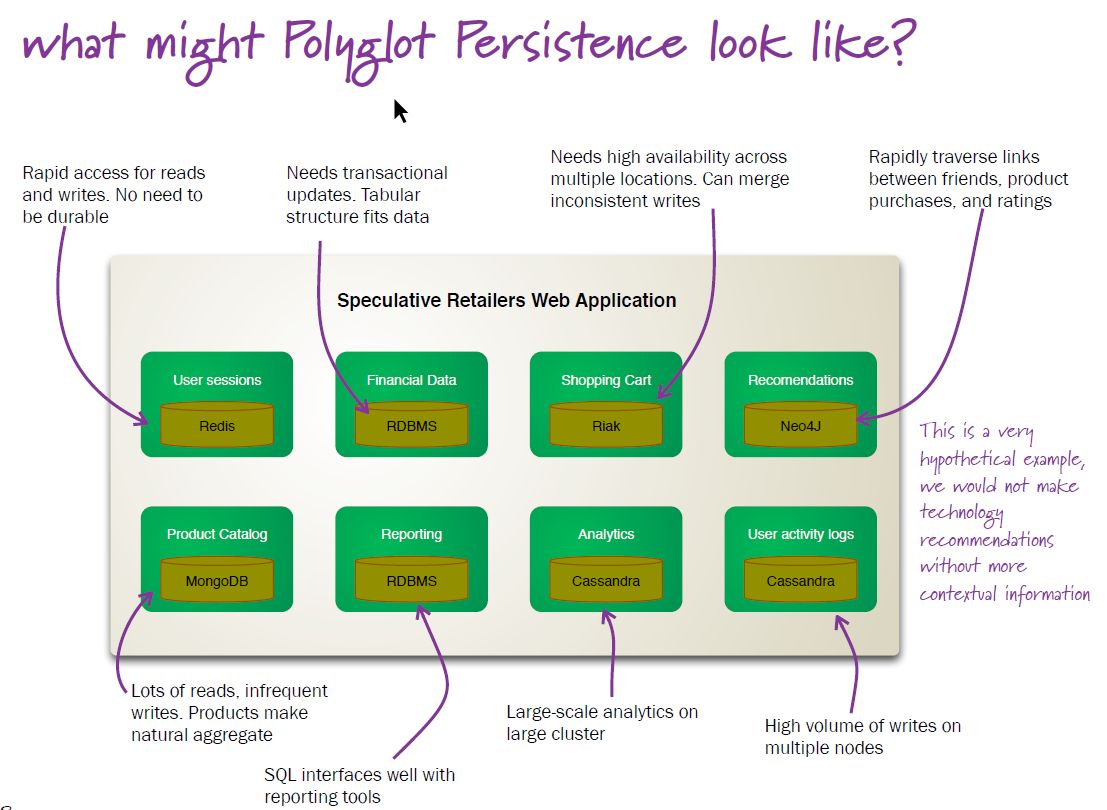 what might Polyglot Persistence look like?
Rapid access for reads
and writes. No need to
be durable
Needs transactional
updates. Tabular
structure fits data
Needs high availability across
multiple locations. Can merge
inconsistent writes
Rapidly traverse links
between friends, product
purchases, and ratings
Speculative Retailers Web Application
User sessions
Redis
Financial Data
RDBMS
Shopping Cart
Riak
Recomendations
Neo4J
This is a very
hypothetical example,
we would not make
technology
recommendations
without more
contextual information
Product Catalog
MongoDB
Reporting
RDBMS
Analytics
Cassandra
User activity logs
Cassandra
Lots of reads, infrequent
writes. Products make
natural aggregate
SQL interfaces well with
reporting tools
Large-scale analytics on
large cluster
High volume of writes on
multiple nodes